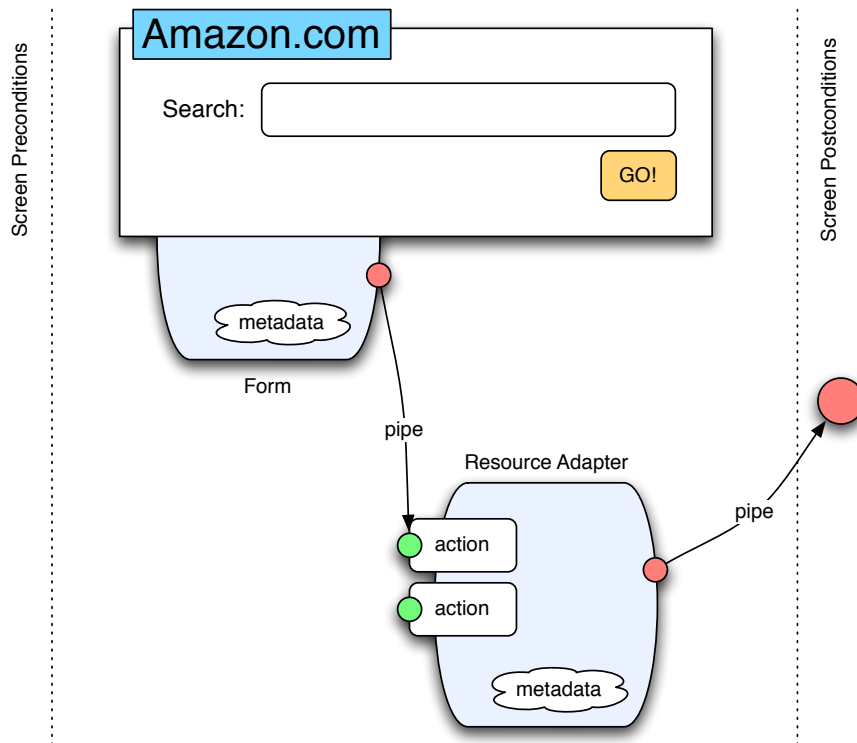 Screen Preconditions
Amazon.com
Search:
GO!
metadata
Form
pipe
Resource Adapter
action
action
metadata
pipe
Screen Postconditions